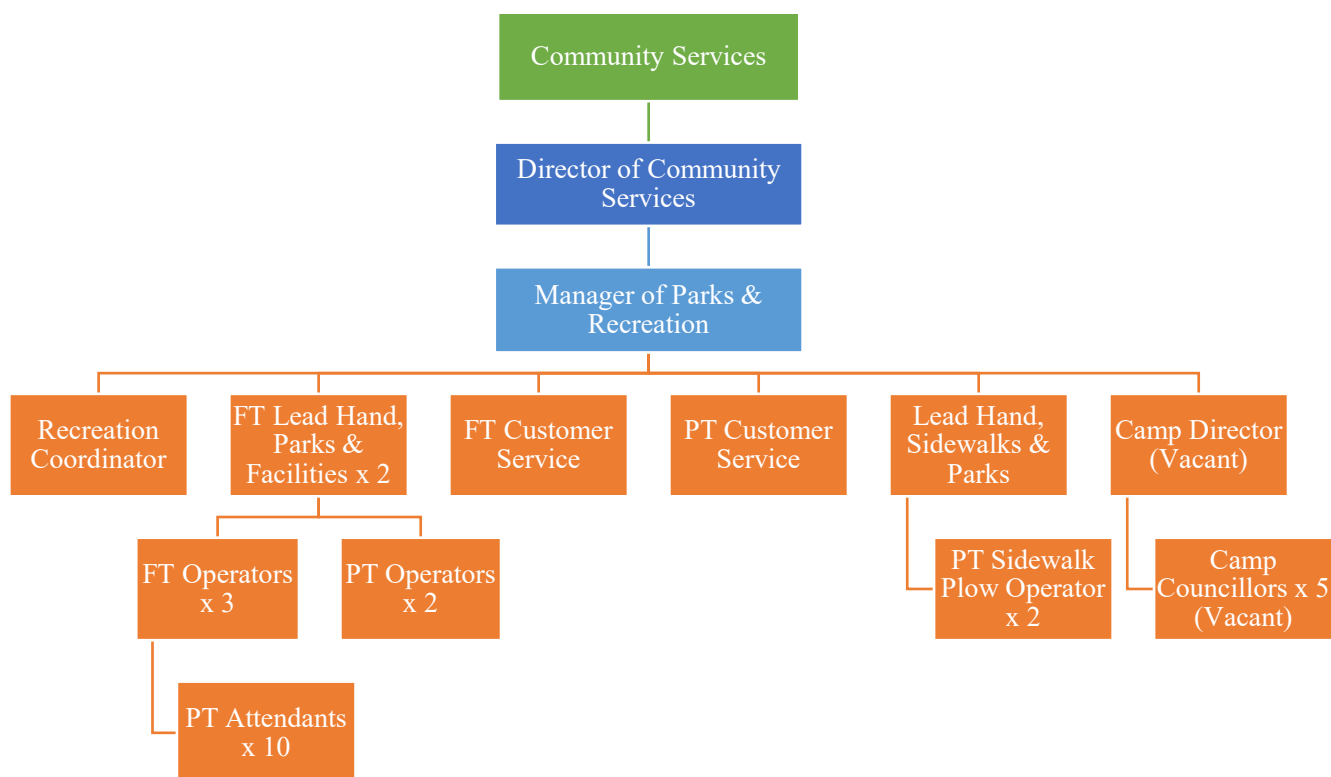 Community Services
Director of Community
Services
Manager of Parks &
Recreation
Recreation
Coordinator
FT Lead Hand,
Parks &
Facilities x 2
FT Customer
Service
PT Customer
Service
Lead Hand,
Sidewalks &
Parks
Camp Director
(Vacant)
FT Operators
x 3
PT Operators
x 2
PT Sidewalk
Plow Operator
x 2
Camp
Councillors x 5
(Vacant)
PT Attendants
x 10